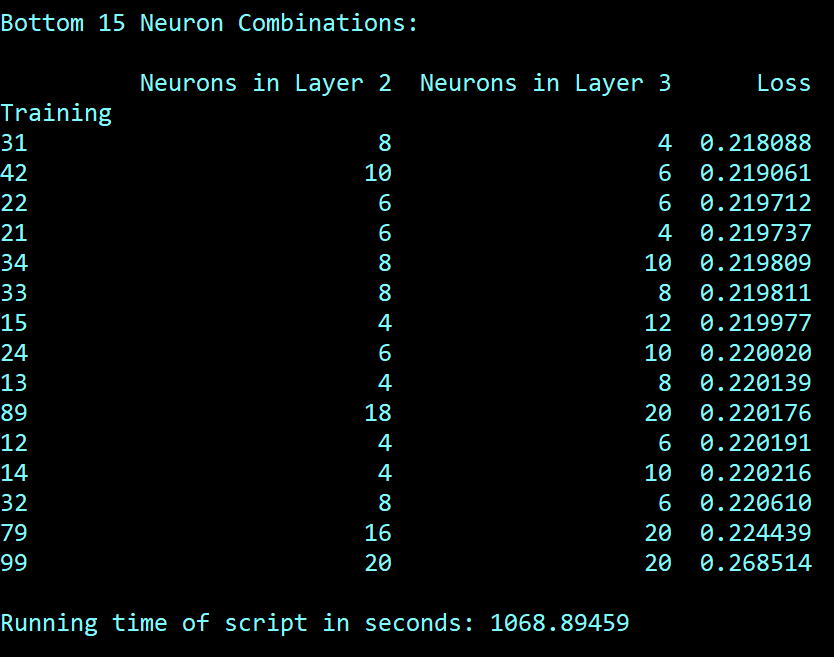 Bottom 15 Neuron Combinations:
Neurons in Layer 2  Neurons in Layer 3      Loss
Training
31                         8                   4  0.218088
42                        10                   6  0.219061
22                         6                   6  0.219712
21                         6                   4  0.219737
34                         8                  10  0.219809
33                         8                   8  0.219811
15                         4                  12  0.219977
24                         6                  10  0.220020
13                         4                   8  0.220139
89                        18                  20  0.220176
12                         4                   6  0.220191
14                         4                  10  0.220216
32                         8                   6  0.220610
79                        16                  20  0.224439
99                        20                  20  0.268514
Running time of script in seconds: 1068.89459